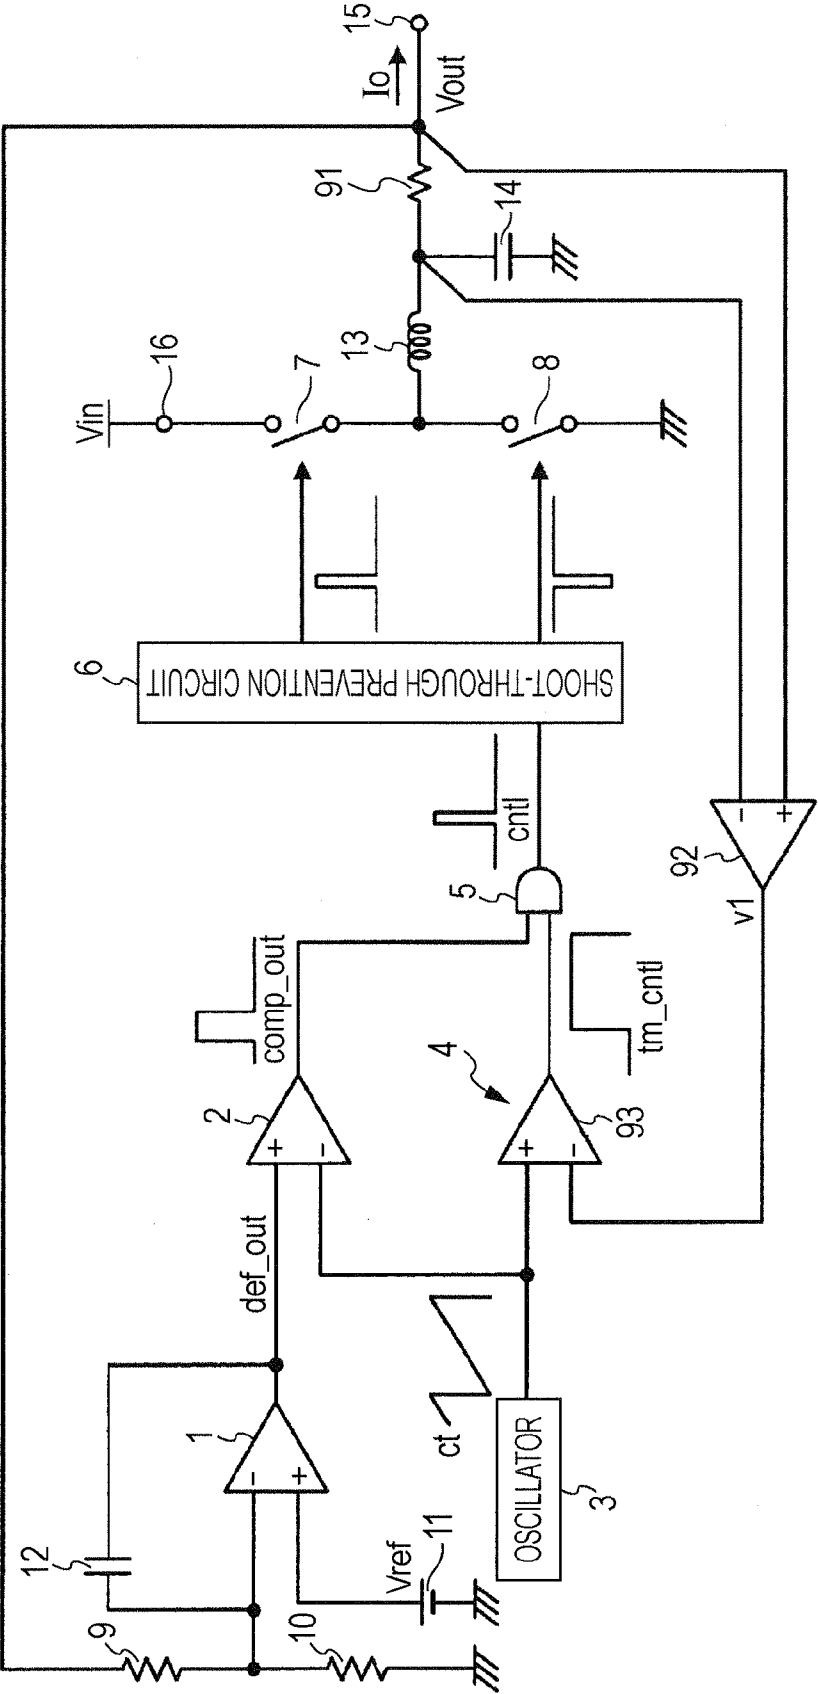 15
Io
Vout
91
14
13
16
Vin
7
8
6
SHOOT-THROUGH PREVENTION CIRCUIT
cntl
5
92
-
+
v1
comp_out
tm_cntl
2
+
-
4
93
+
-
def_out
1
-
+
ct
OSCILLATOR
3
12
Vref
11
9
10